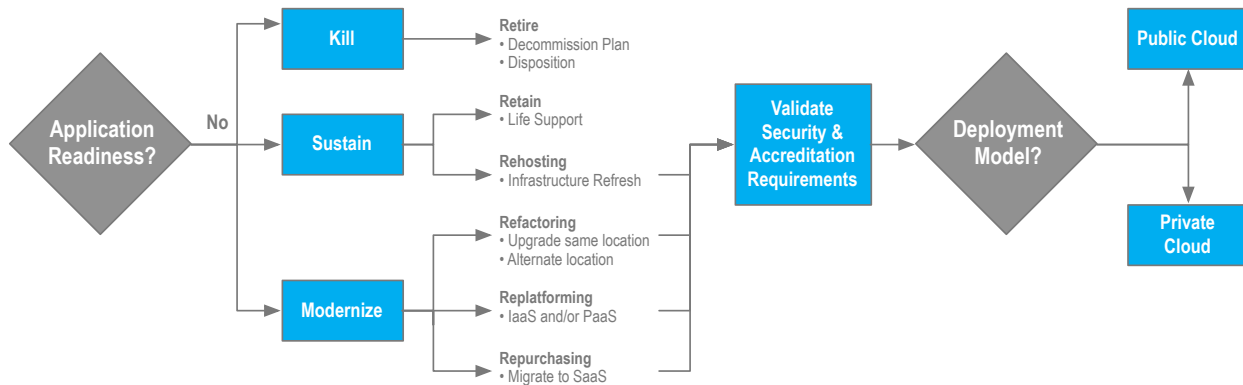 Application
Readiness?
No
Kill
Retire
• Decommission Plan
• Disposition
Sustain
Retain
• Life Support
Rehosting
• Infrastructure Refresh
Modernize
Refactoring
• Upgrade same location
• Alternate location
Replatforming
• IaaS and/or PaaS
Repurchasing
• Migrate to SaaS
Validate
Security &
Accreditation
Requirements
Deployment
Model?
Public Cloud
Private
Cloud